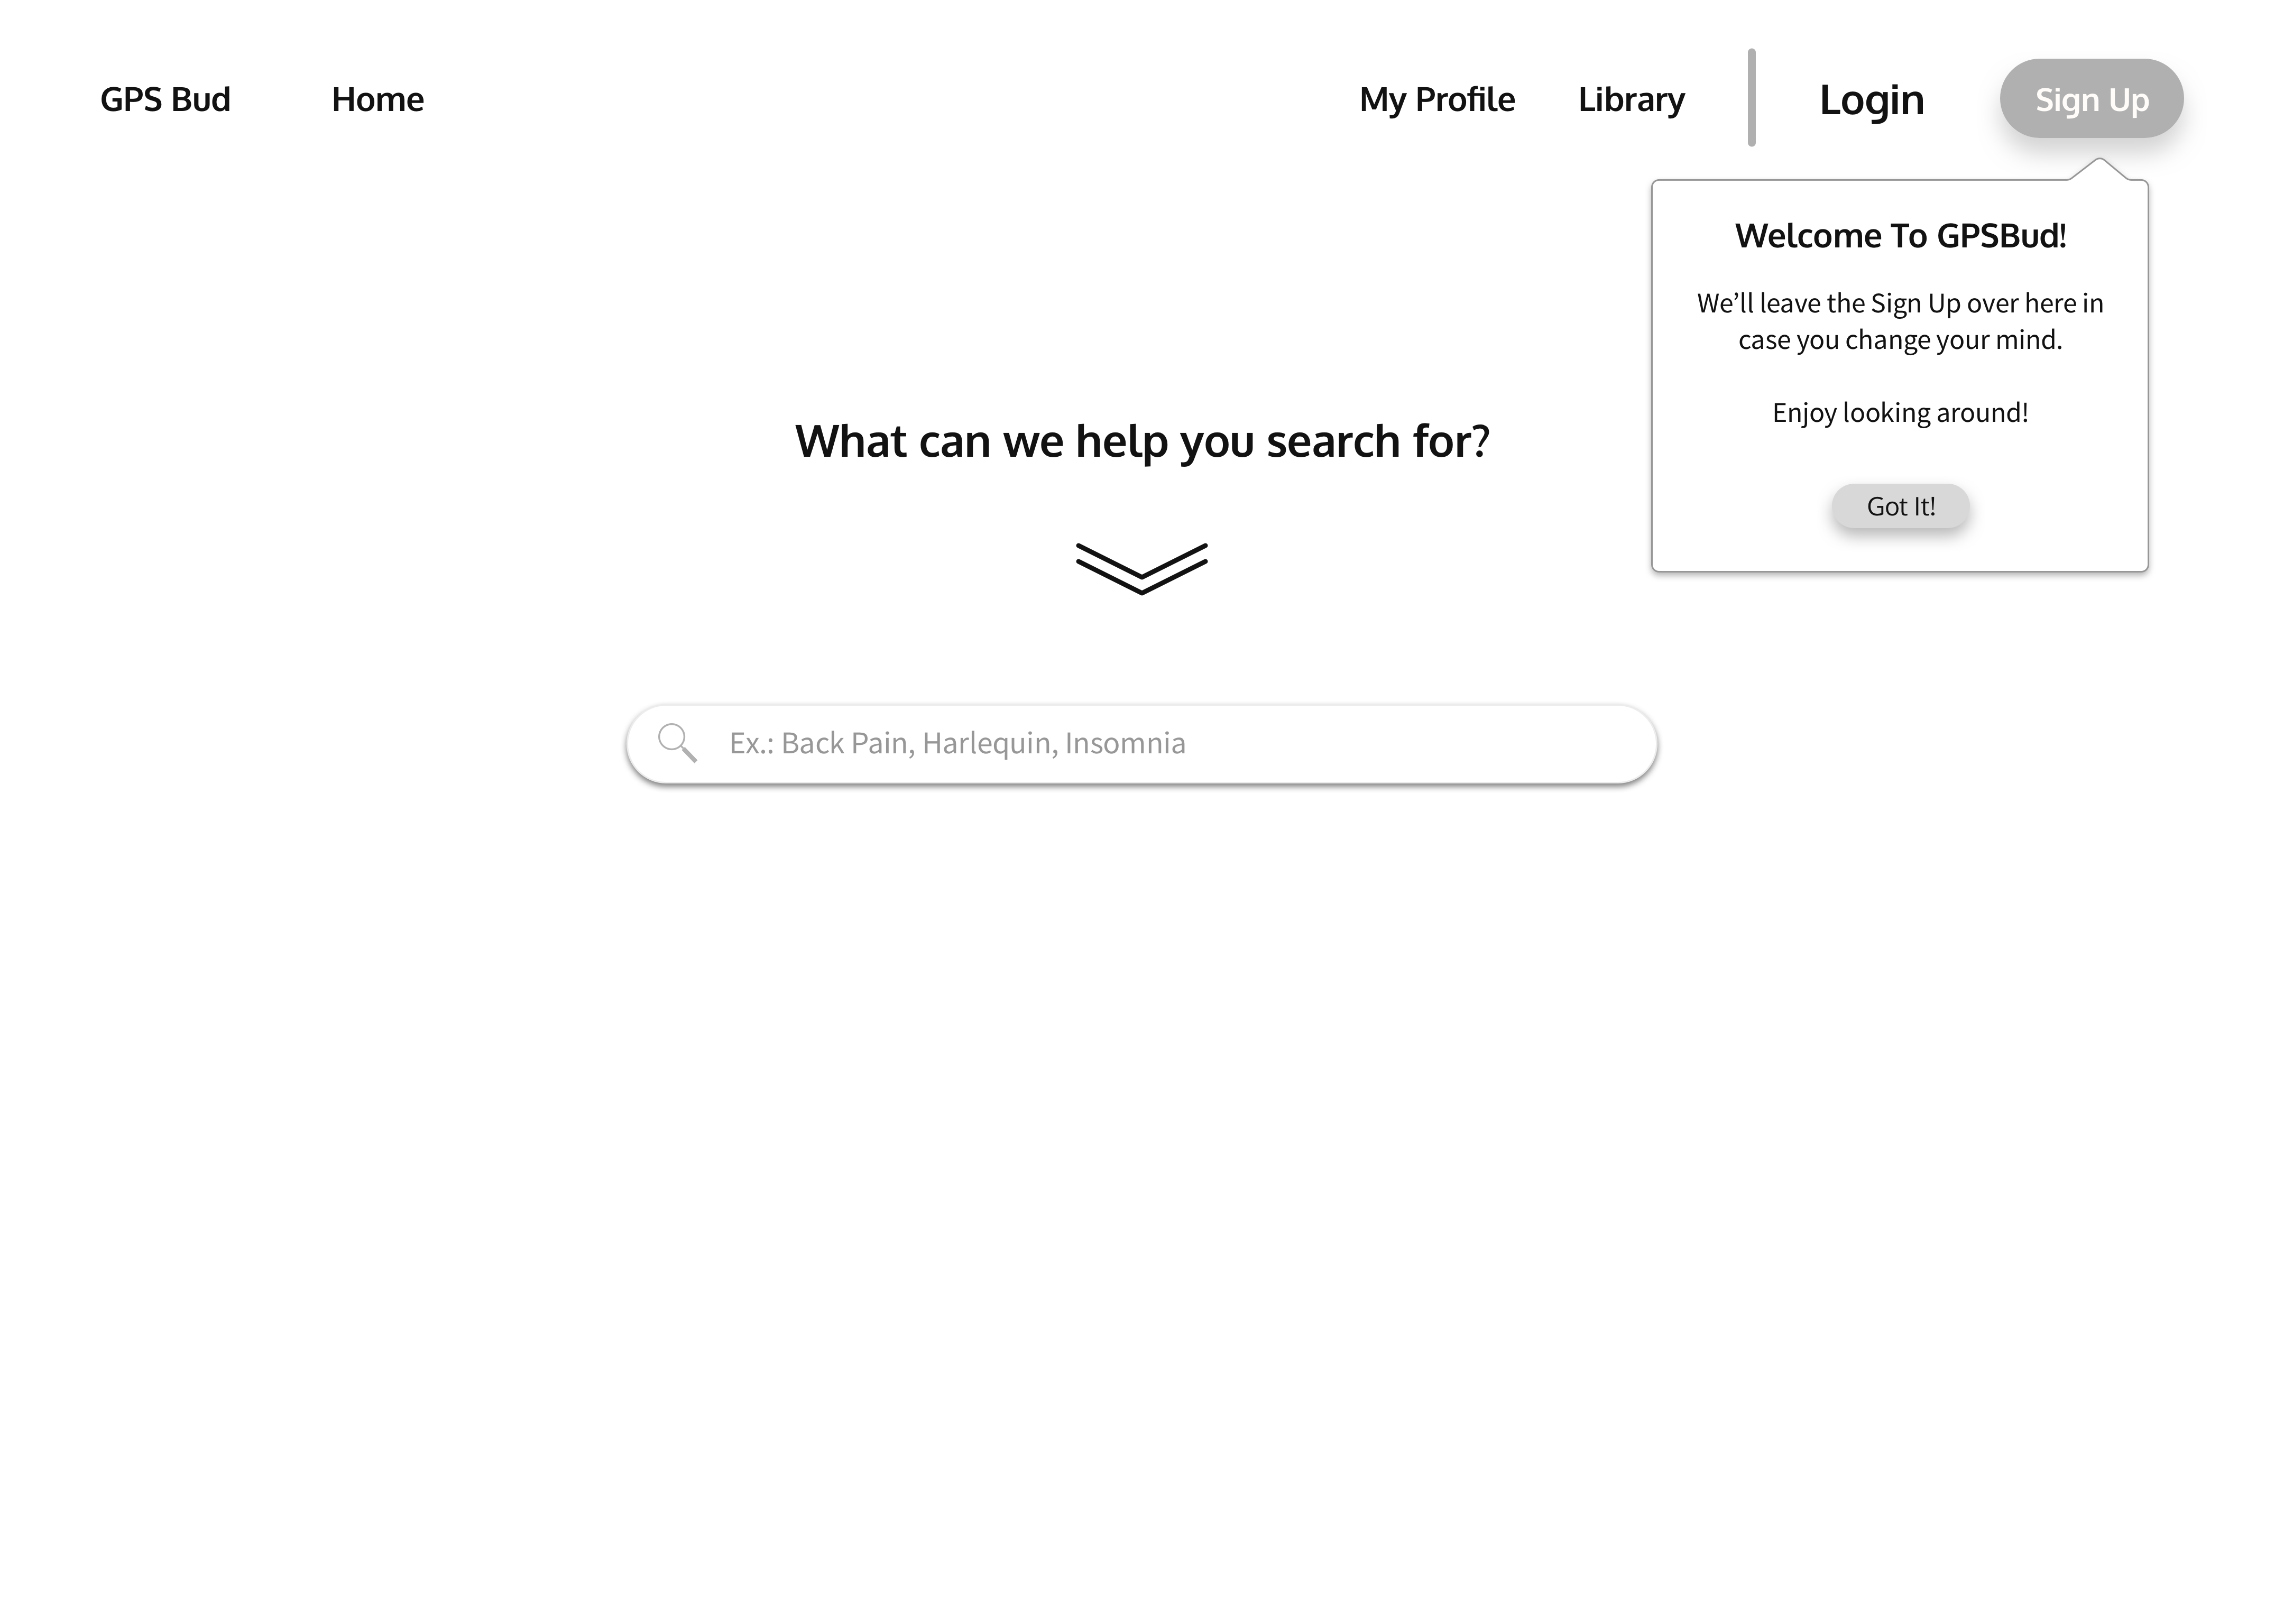 GPS Bud
Home
My Profile
Library
Login
Sign Up
Welcome To GPSBud!
We’ll leave the Sign Up over here in
case you change your mind.
Enjoy looking around!
Got It!
What can we help you search for?
Ex.: Back Pain, Harlequin, Insomnia